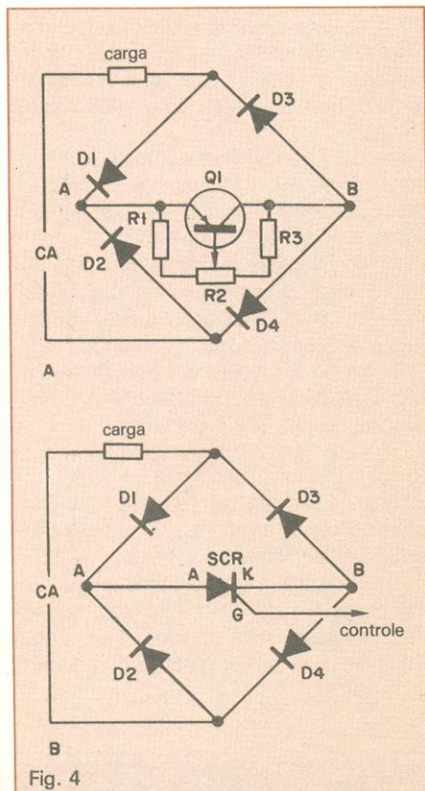 carga
D3
D1
Q1
A
B
R1
R3
CA
D2
R2
D4
A
carga
D1
D3
SCR
A
A
K
B
CA
G
controle
D2
D4
B
Fig. 4